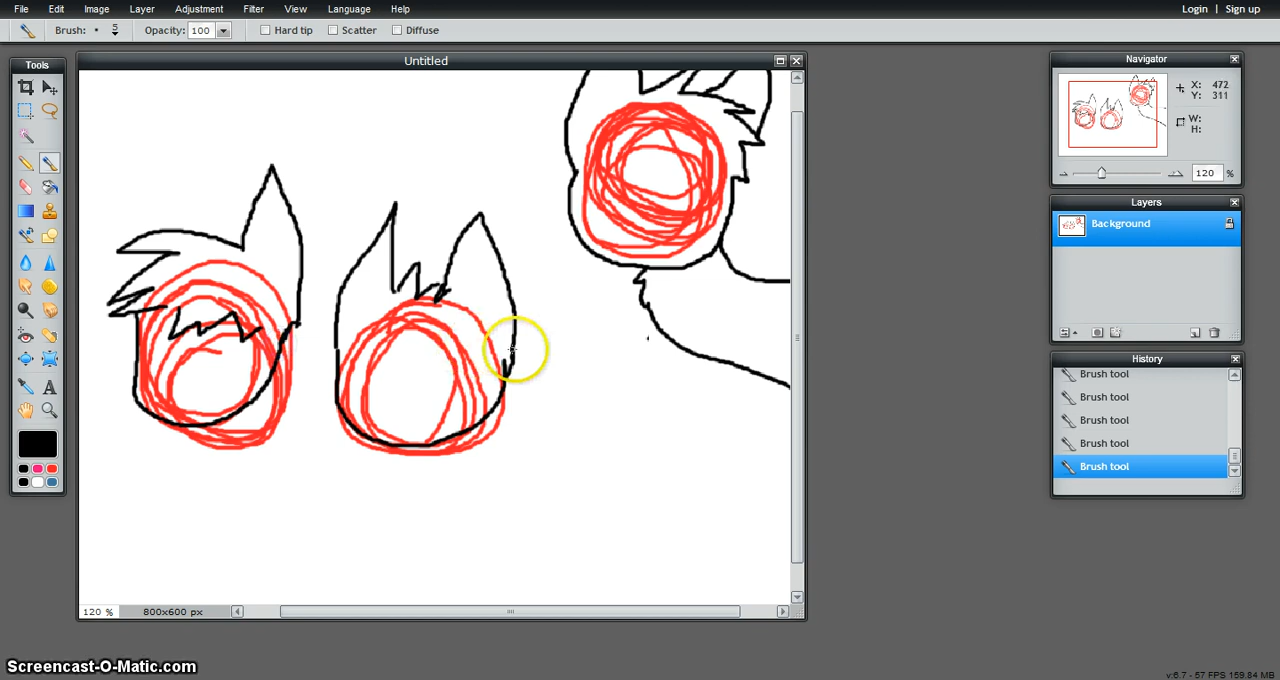 File Edit Image Layer Adjustment Filter View Language Help Login | Sign up
Brush: 5 Opacity: 100 Hard tip Scatter Diffuse
Tools
Untitled
120 % 800x600 px
Navigator
X: 472
Y: 311
W:
H:
120 %
Layers
Background
History
Brush tool
Brush tool
Brush tool
Brush tool
Brush tool
Screencast-O-Matic.com
v:6.7 - 57 FPS 159.84 MB